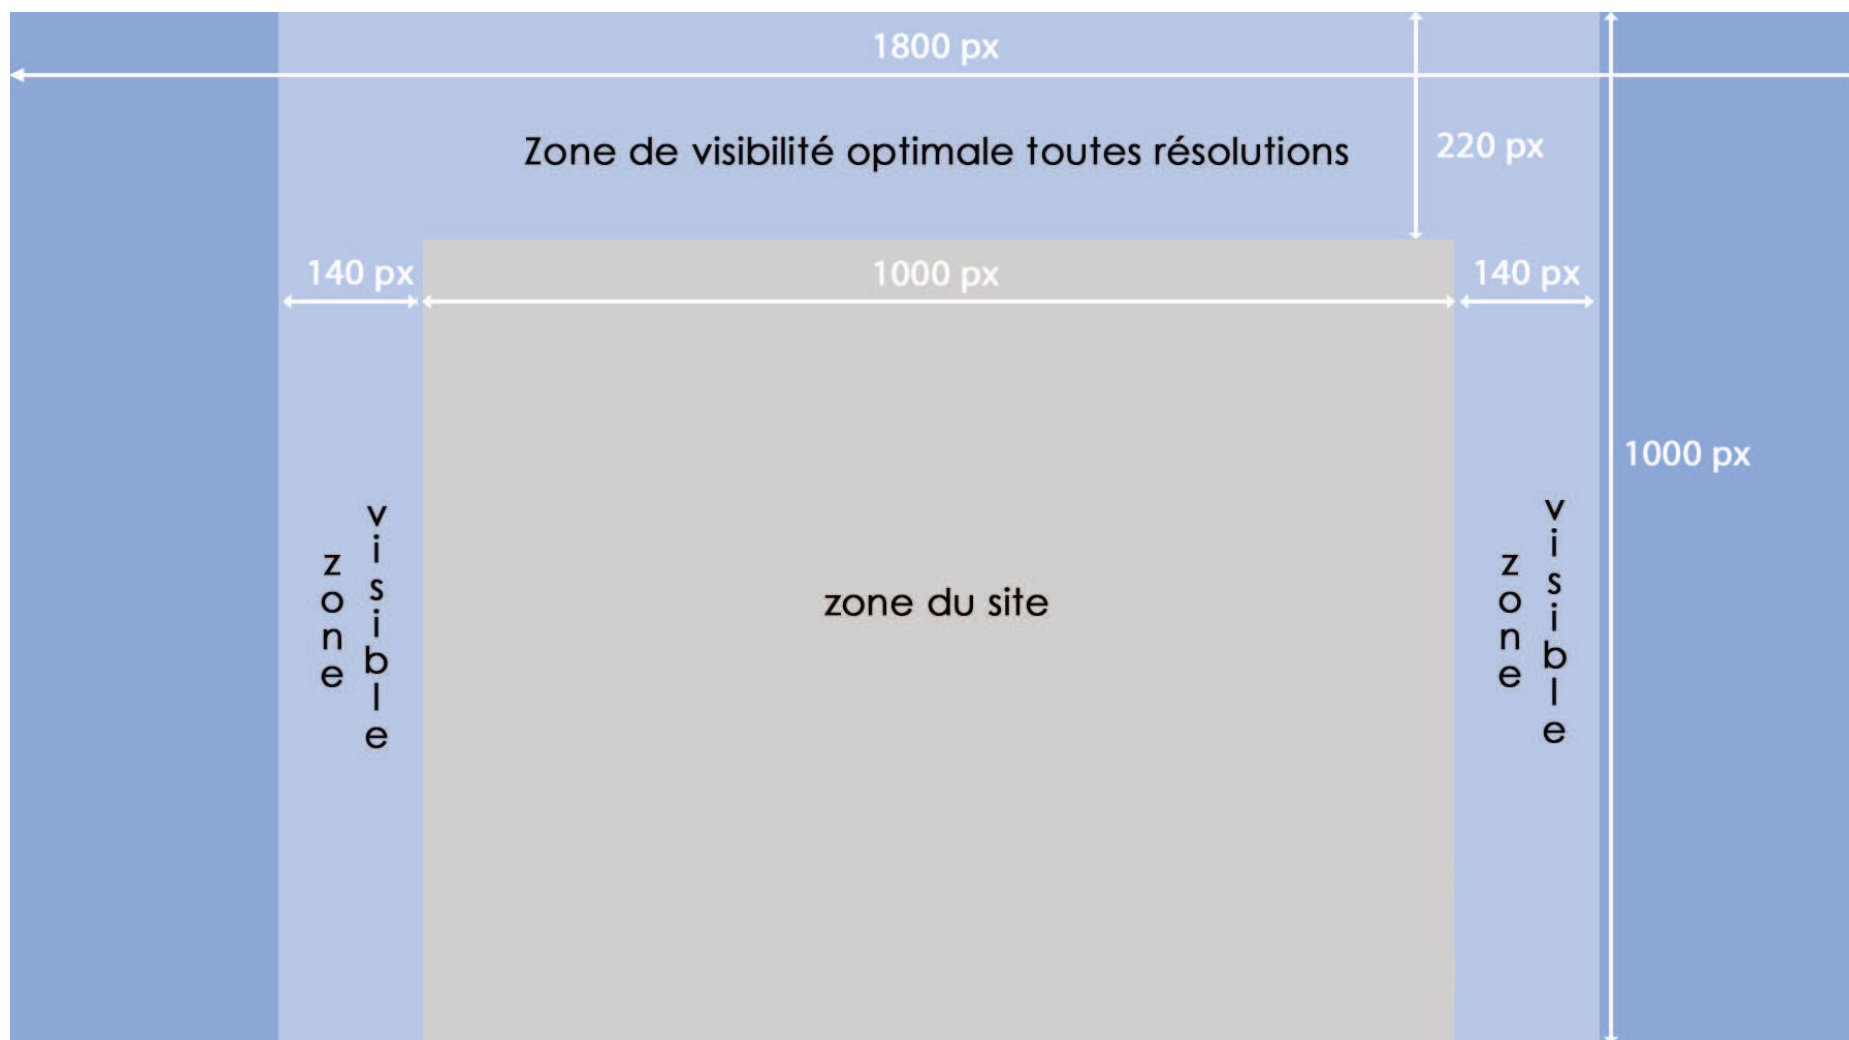 1800 px
Zone de visibilité optimale toutes résolutions
220 px
140 px
1000 px
140 px
1000 px
zone
visible
zone du site
zone
visible